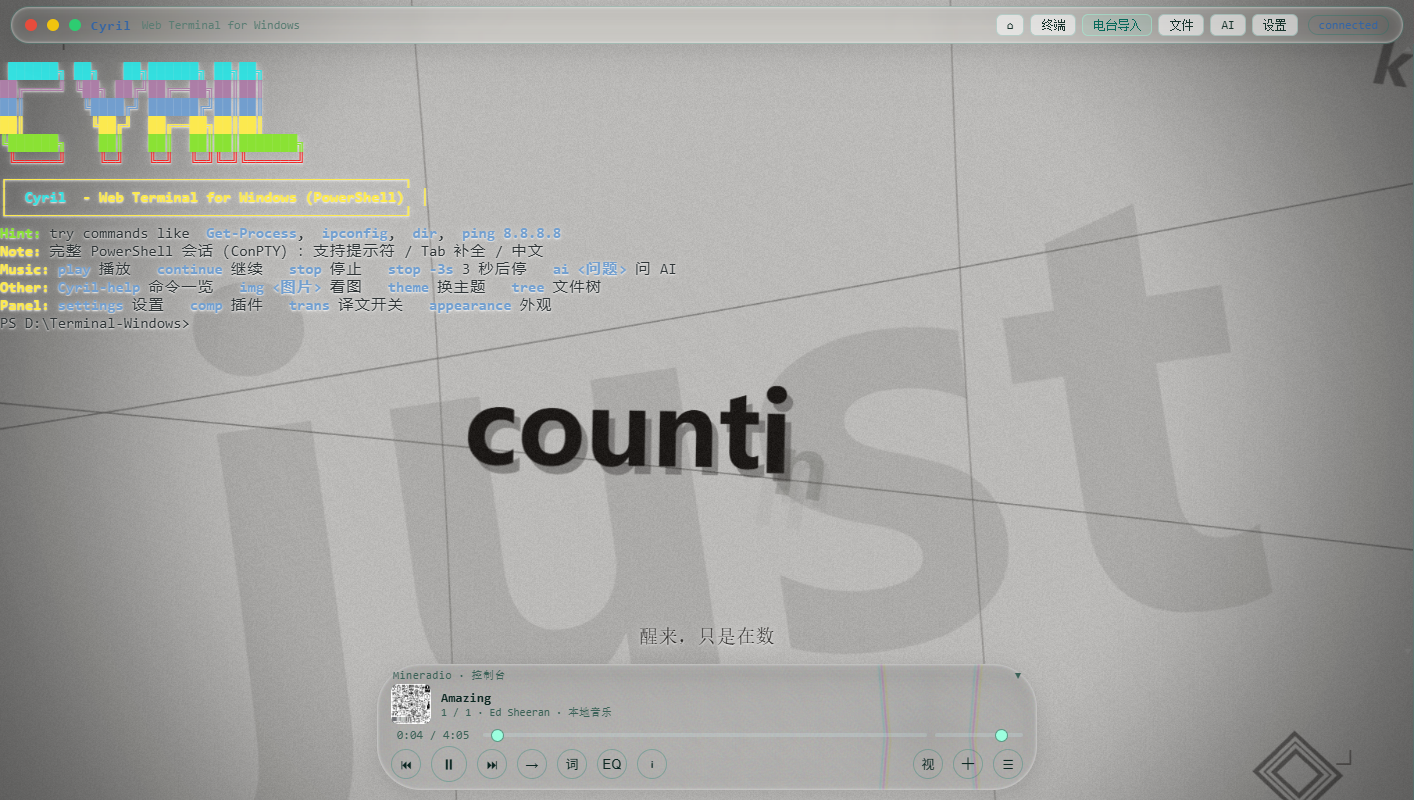 Cyril Web Terminal for Windows
⌂ 终端 电台导入 文件 AI 设置 connected
k
CYRIL
Cyril - Web Terminal for Windows (PowerShell)
Hint: try commands like Get-Process, ipconfig, dir, ping 8.8.8.8
Note: 完整 PowerShell 会话 (ConPTY) : 支持提示符 / Tab 补全 / 中文
Music: play 播放 continue 继续 stop 停止 stop -3s 3 秒后停 ai <问题> 问 AI
Other: Cyril-help 命令一览 img <图片> 看图 theme 换主题 tree 文件树
Panel: settings 设置 comp 插件 trans 译文开关 appearance 外观
PS D:\Terminal-Windows>
just
countin
醒来. 只是在数
Mineradio · 控制台 ▼
Amazing
1 / 1 · Ed Sheeran · 本地音乐
0:04 / 4:05
⏮ ⏸ ⏭ → 词 EQ i 视 + ☰